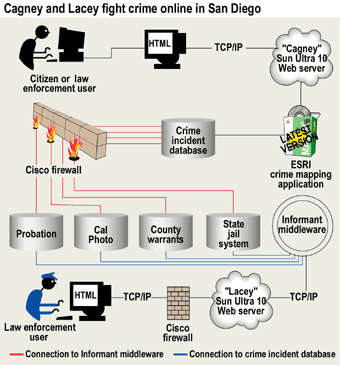 Cagney and Lacey fight crime online in San Diego
HTML
TCP/IP
"Cagney"
Sun Ultra 10
Web server
Citizen or law
enforcement user
LATEST
VERSION
Crime
incident
database
ESRI
crime mapping
application
Cisco firewall
Probation
Cal
Photo
County
warrants
State
jail
system
Informant
middleware
HTML
TCP/IP
"Lacey"
Sun Ultra 10
Web server
TCP/IP
Law enforcement
user
Cisco
firewall
Connection to Informant middleware
Connection to crime incident database